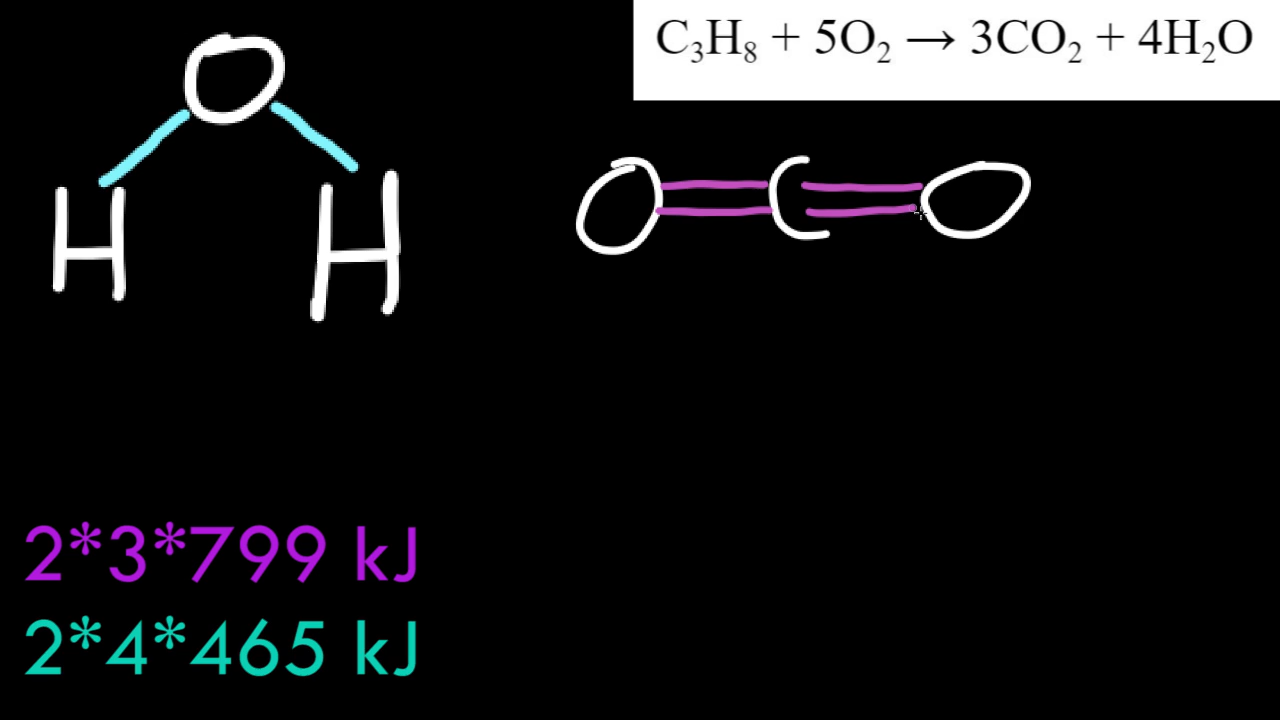 C₃H₈ + 5O₂ → 3CO₂ + 4H₂O
O
H H
O C O
2*3*799 kJ
2*4*465 kJ